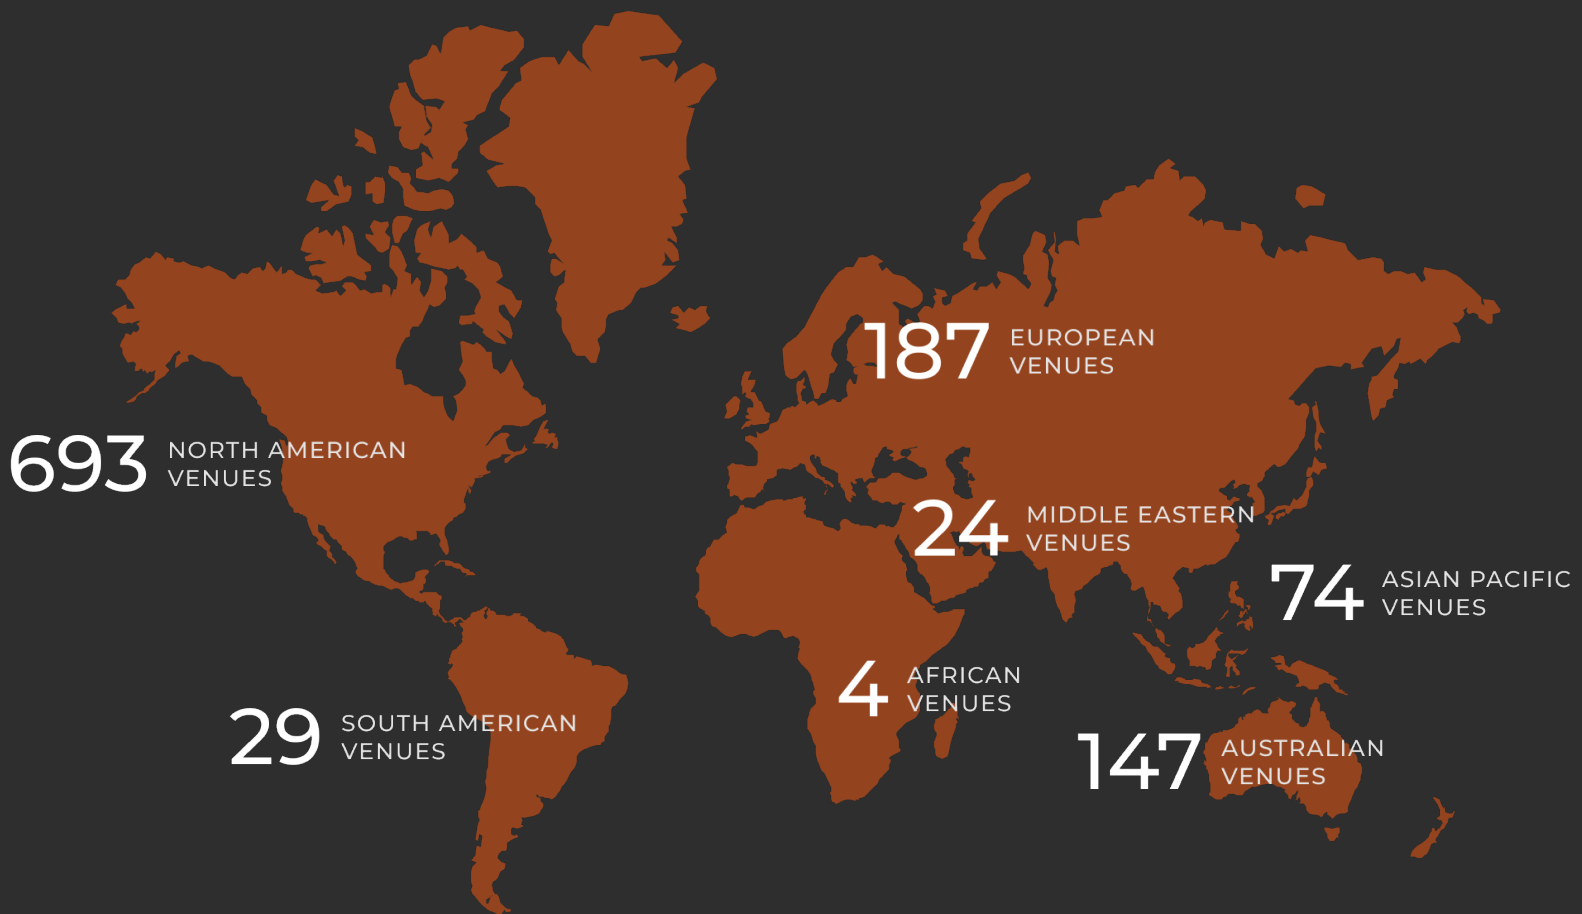 187 EUROPEAN
VENUES
693 NORTH AMERICAN
VENUES
24 MIDDLE EASTERN
VENUES
74 ASIAN PACIFIC
VENUES
4 AFRICAN
VENUES
29 SOUTH AMERICAN
VENUES
147 AUSTRALIAN
VENUES